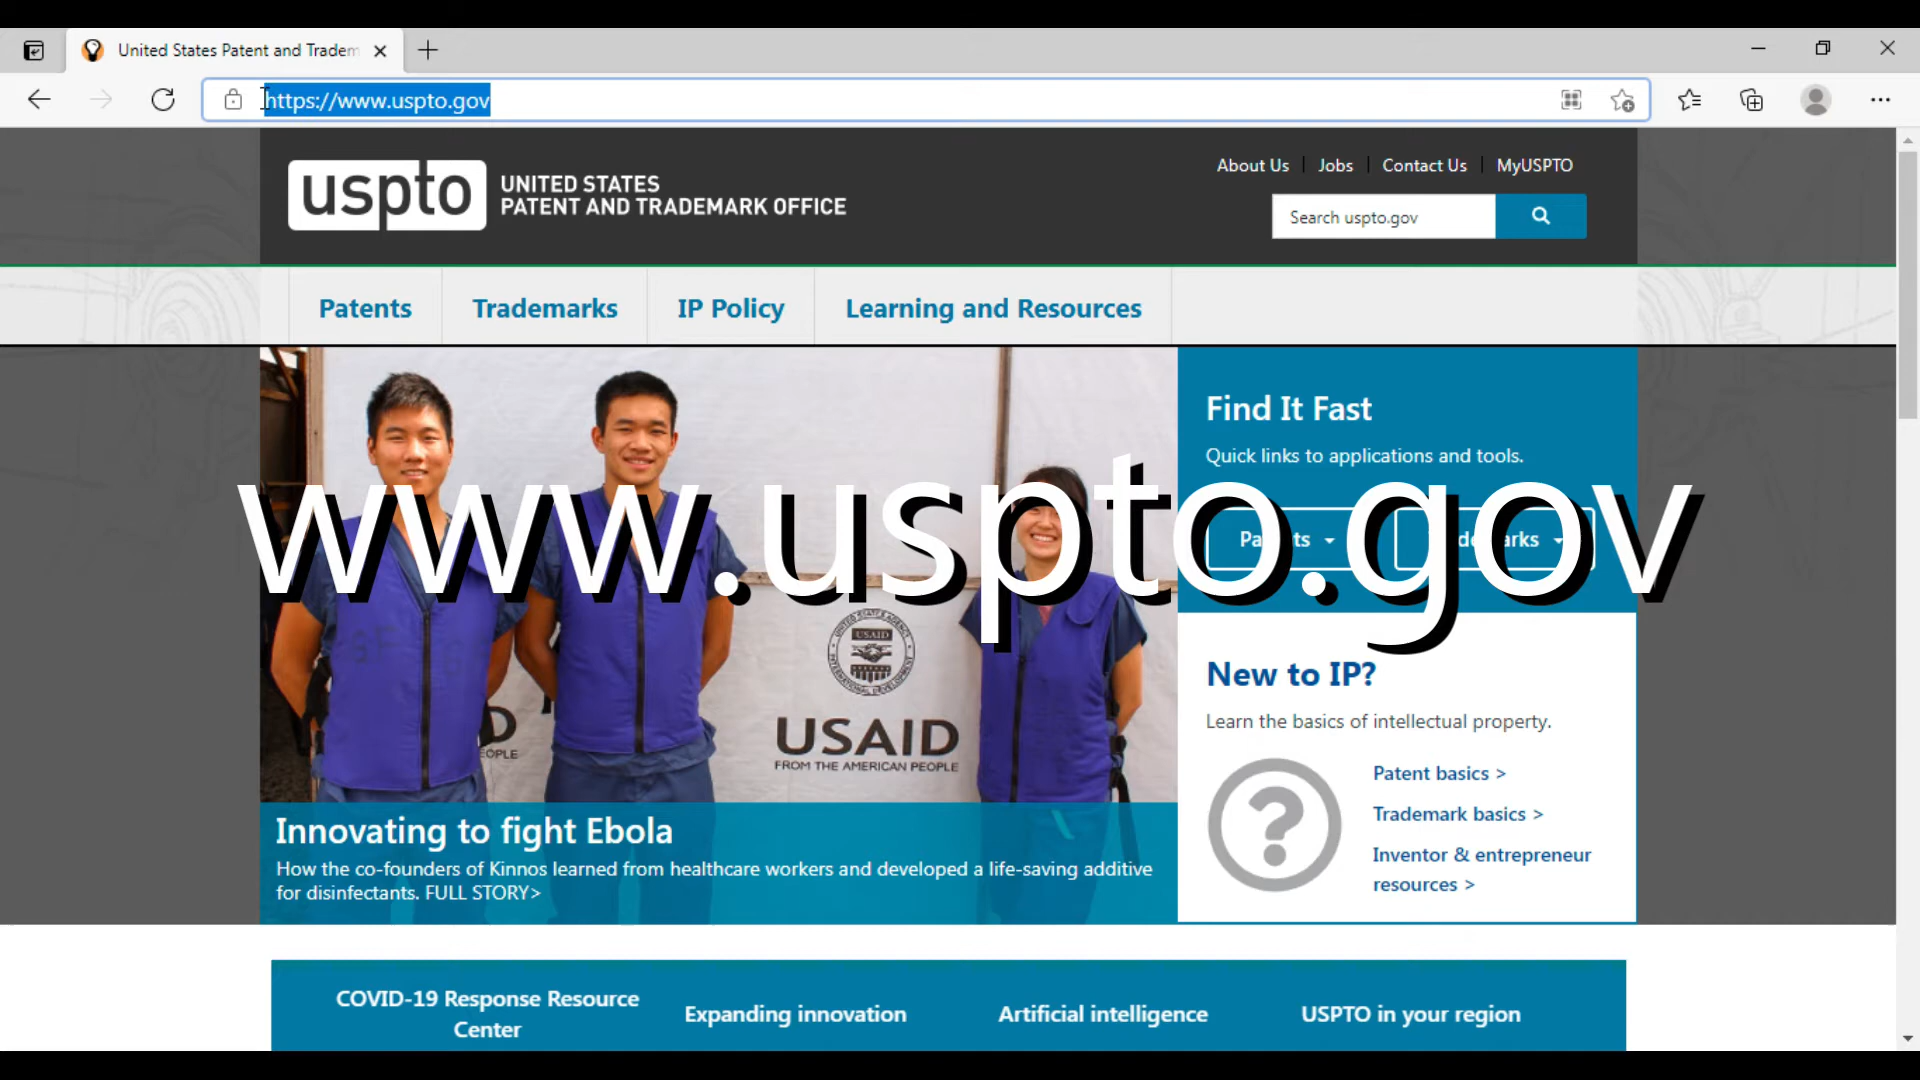 United States Patent and Tradem
https://www.uspto.gov
uspto
UNITED STATES
PATENT AND TRADEMARK OFFICE
About Us
Jobs
Contact Us
MyUSPTO
Search uspto.gov
Patents
Trademarks
IP Policy
Learning and Resources
Find It Fast
Quick links to applications and tools.
www.uspto.gov
USAID
USAID
FROM THE AMERICAN PEOPLE
New to IP?
Learn the basics of intellectual property.
Patent basics >
Trademark basics >
Inventor & entrepreneur
resources >
Innovating to fight Ebola
How the co-founders of Kinnos learned from healthcare workers and developed a life-saving additive
for disinfectants. FULL STORY>
COVID-19 Response Resource
Center
Expanding innovation
Artificial intelligence
USPTO in your region